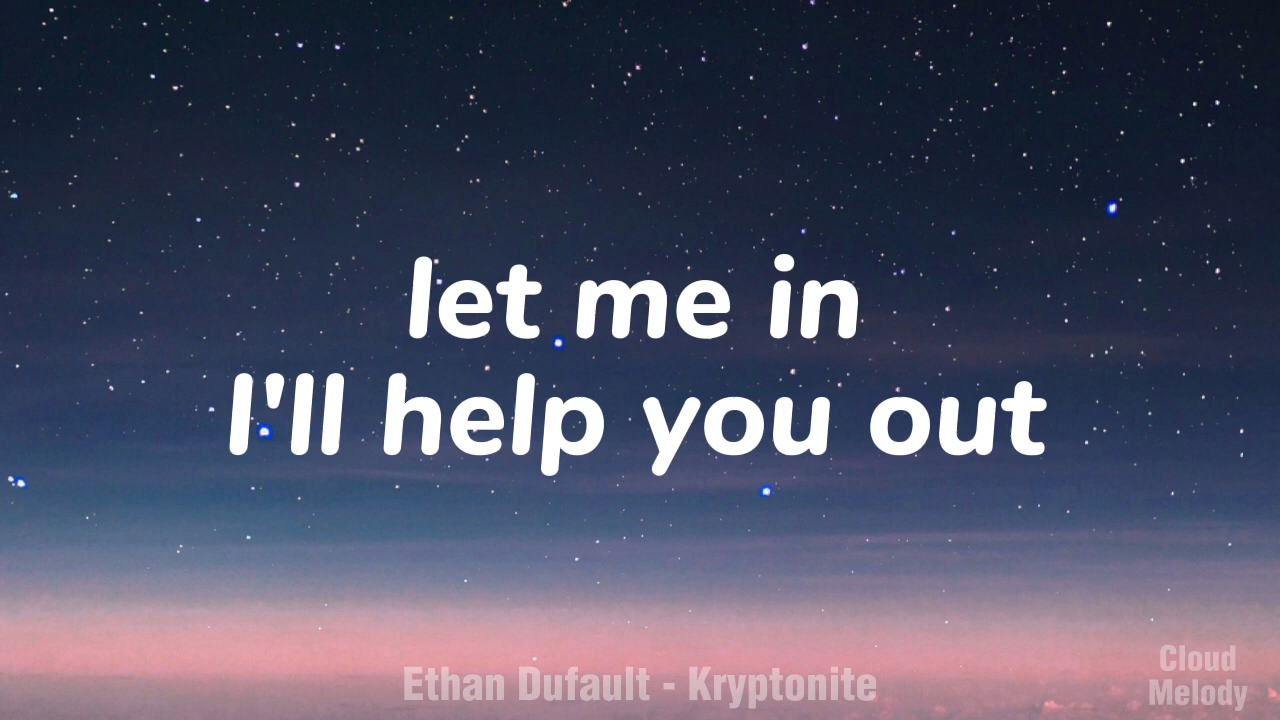 let me in
I'll help you out
Ethan Dufault - Kryptonite
Cloud
Melody